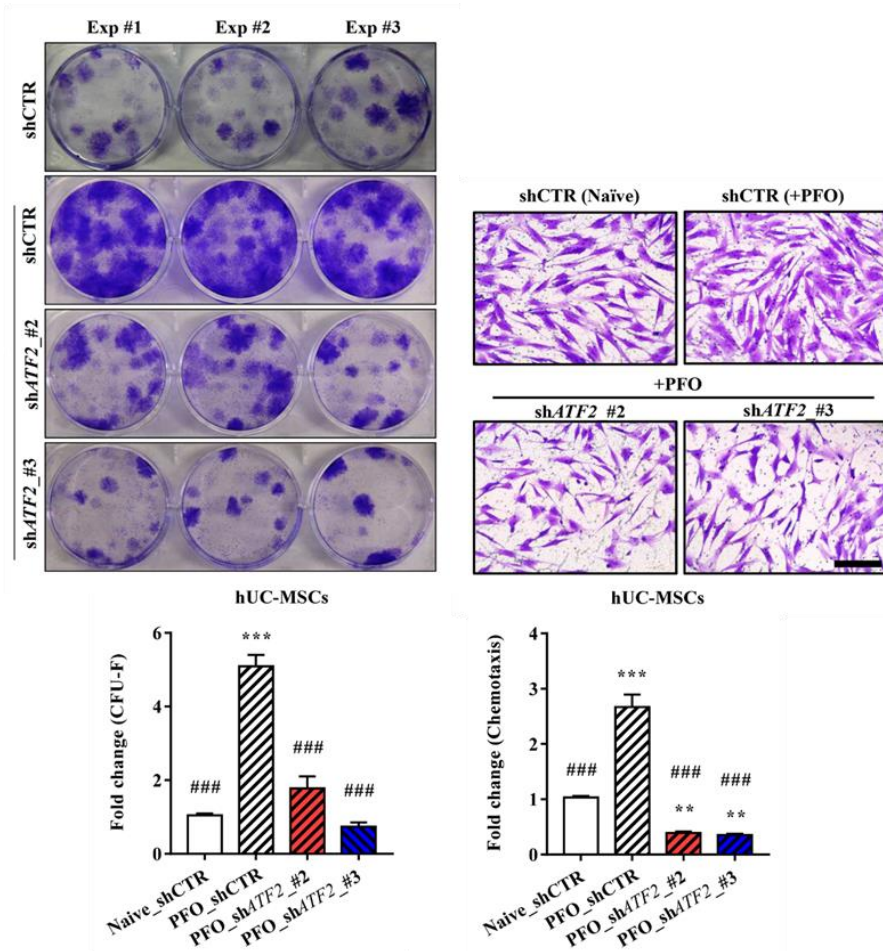 Exp #1 Exp #2 Exp #3
shCTR
shCTR
shATF2_#2
shATF2_#3
shCTR (Naïve) shCTR (+PFO)
+PFO
shATF2_#2 shATF2_#3
hUC-MSCs
Fold change (CFU-F)
6
4
2
0
###
***
###
###
Naive_shCTR
PFO_shCTR
PFO_shATF2_#2
PFO_shATF2_#3
hUC-MSCs
Fold change (Chemotaxis)
4
3
2
1
0
###
***
### ###
** **
Naive_shCTR
PFO_shCTR
PFO_shATF2_#2
PFO_shATF2_#3